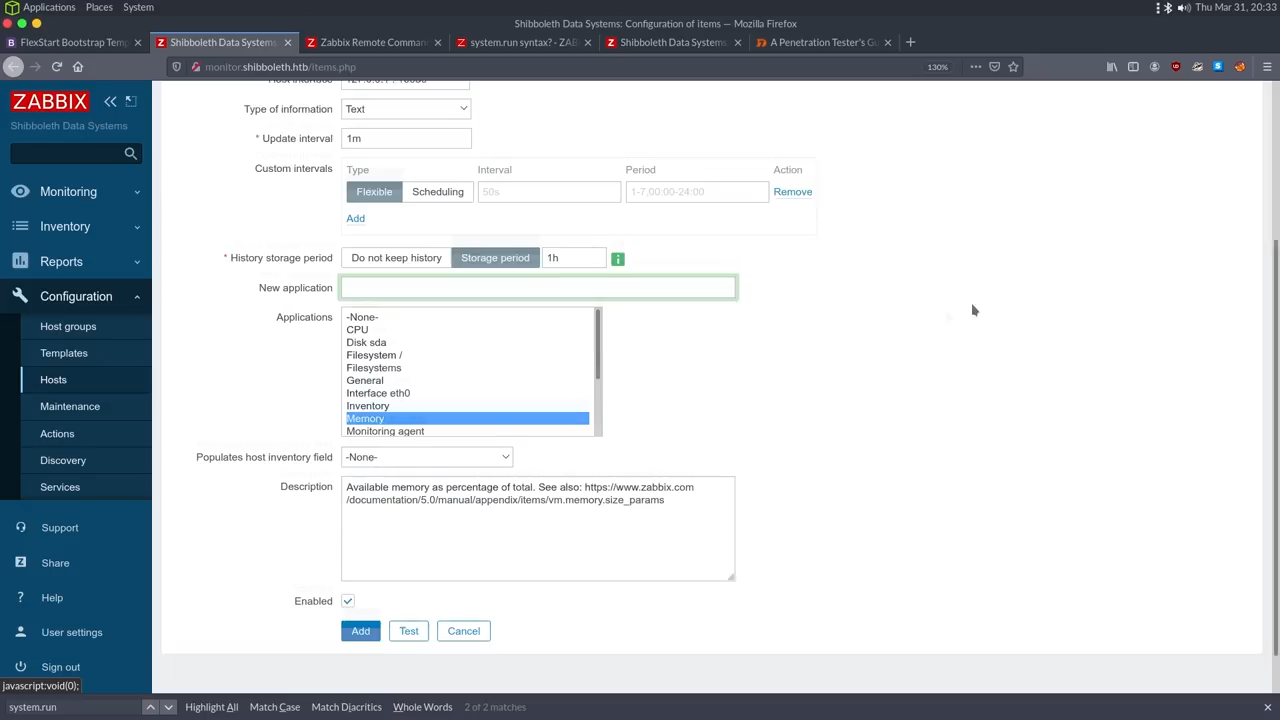 Applications Places System
Thu Mar 31, 20:33
Shibboleth Data Systems: Configuration of items — Mozilla Firefox
FlexStart Bootstrap Temp
Shibboleth Data Systems
Zabbix Remote Comman
system.run syntax? - ZAB
Shibboleth Data Systems
A Penetration Tester's Gu
monitor.shibboleth.htb/items.php
130%
ZABBIX
Shibboleth Data Systems
Monitoring
Inventory
Reports
Configuration
Host groups
Templates
Hosts
Maintenance
Actions
Discovery
Services
Support
Share
Help
User settings
Sign out
Type of information Text
* Update interval 1m
Custom intervals Type Interval Period Action
Flexible Scheduling 50s 1-7,00:00-24:00 Remove
Add
* History storage period Do not keep history Storage period 1h
New application
Applications -None-
CPU
Disk sda
Filesystem /
Filesystems
General
Interface eth0
Inventory
Memory
Monitoring agent
Populates host inventory field -None-
Description Available memory as percentage of total. See also: https://www.zabbix.com
/documentation/5.0/manual/appendix/items/vm.memory.size_params
Enabled
Add Test Cancel
javascript:void(0);
system.run Highlight All Match Case Match Diacritics Whole Words 2 of 2 matches